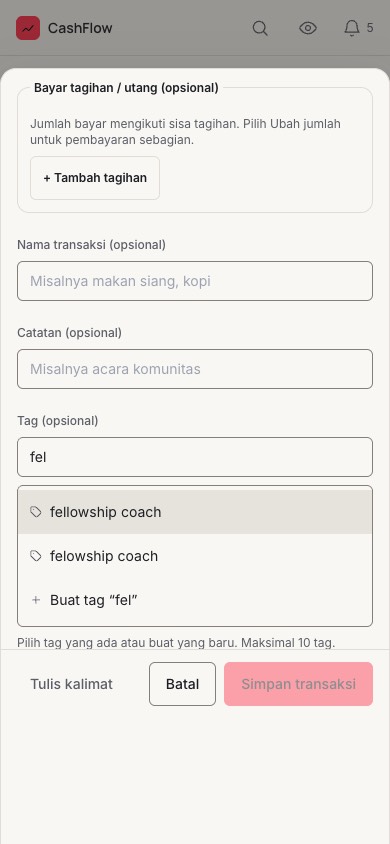 CashFlow
5
Bayar tagihan / utang (opsional)
Jumlah bayar mengikuti sisa tagihan. Pilih Ubah jumlah
untuk pembayaran sebagian.
+ Tambah tagihan
Nama transaksi (opsional)
Misalnya makan siang, kopi
Catatan (opsional)
Misalnya acara komunitas
Tag (opsional)
fel
fellowship coach
felowship coach
+ Buat tag “fel”
Pilih tag yang ada atau buat yang baru. Maksimal 10 tag.
Tulis kalimat
Batal
Simpan transaksi